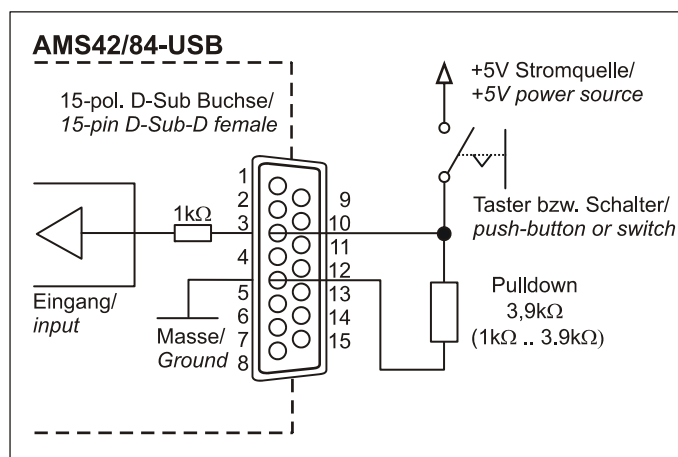 AMS42/84-USB
15-pol. D-Sub Buchse/
15-pin D-Sub-D female
+5V Stromquelle/
+5V power source
1
2
3
4
5
6
7
8
9
10
11
12
13
14
15
1kΩ
Taster bzw. Schalter/
push-button or switch
Eingang/
input
Masse/
Ground
Pulldown
3,9kΩ
(1kΩ .. 3.9kΩ)